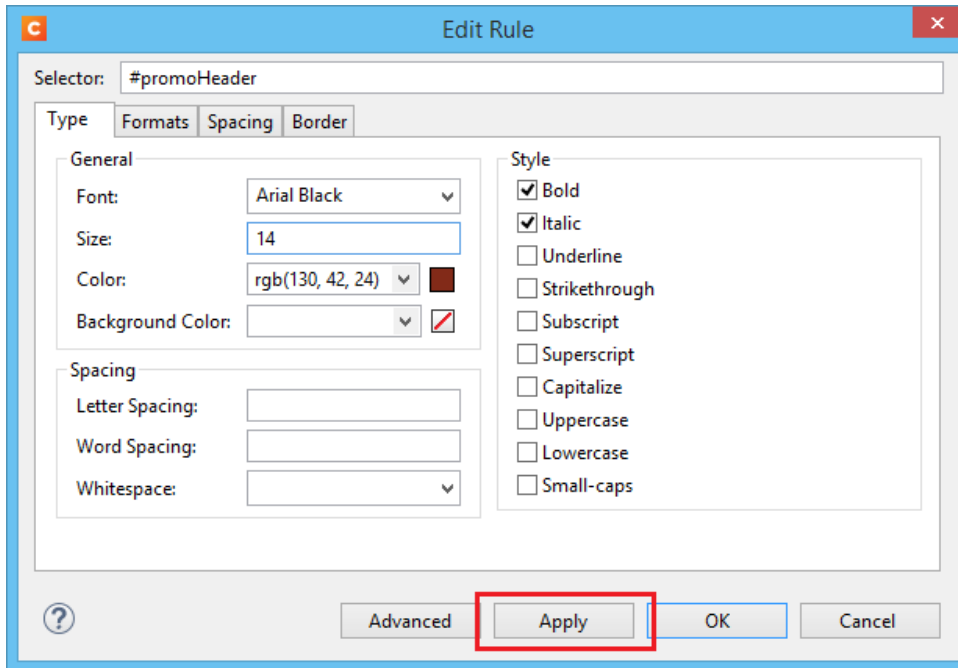 C
Edit Rule
Selector: #promoHeader
Type Formats Spacing Border
General
Font: Arial Black
Size: 14
Color: rgb(130, 42, 24)
Background Color:
Spacing
Letter Spacing:
Word Spacing:
Whitespace:
Style
Bold
Italic
Underline
Strikethrough
Subscript
Superscript
Capitalize
Uppercase
Lowercase
Small-caps
? Advanced Apply OK Cancel